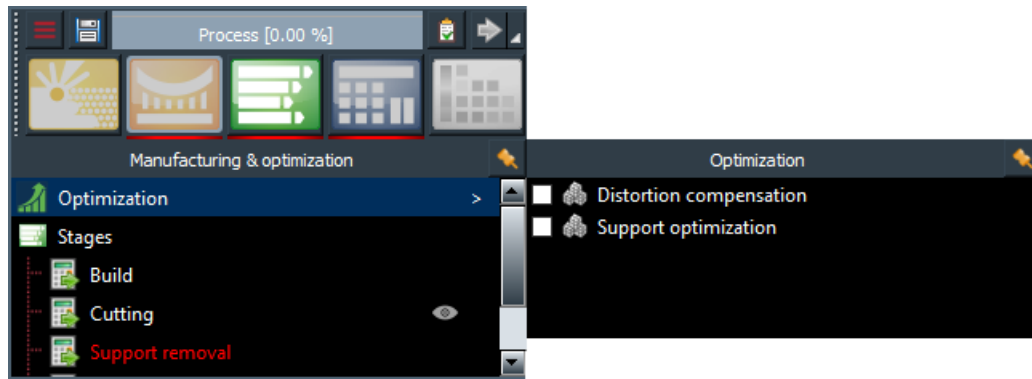 Process [0.00 %]
Manufacturing & optimization
Optimization >
Stages
Build
Cutting
Support removal
Optimization
Distortion compensation
Support optimization